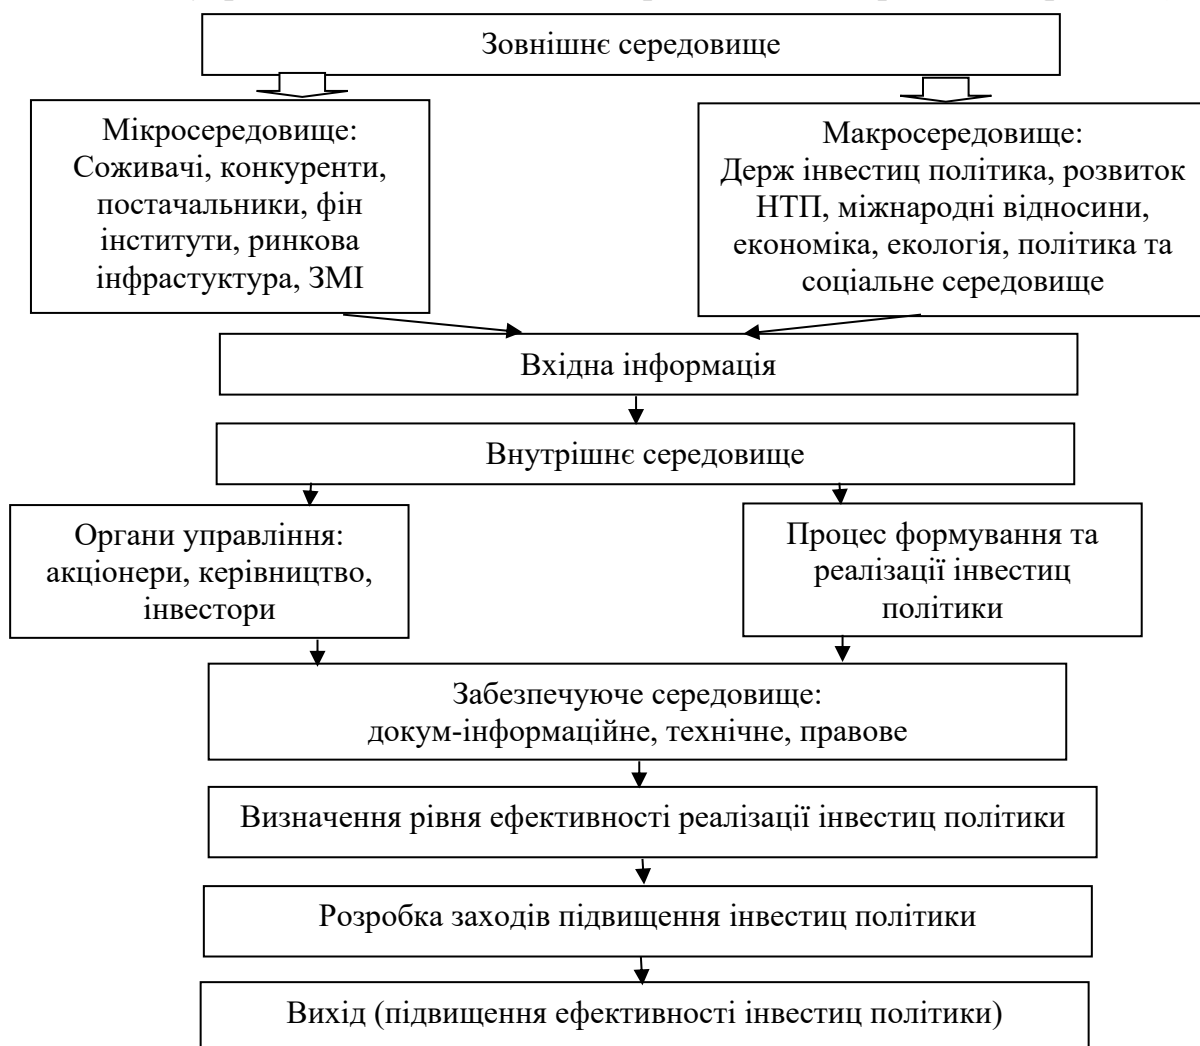 Зовнішнє середовище
Мікросередовище:
Соживачі, конкуренти,
постачальники, фін
інститути, ринкова
інфрастуктура, ЗМІ
Макросередовище:
Держ інвестиц політика, розвиток
НТП, міжнародні відносини,
економіка, екологія, політика та
соціальне середовище
Вхідна інформація
Внутрішнє середовище
Органи управління:
акціонери, керівництво,
інвестори
Процес формування та
реалізації інвестиц
політики
Забезпечуюче середовище:
докум-інформаційне, технічне, правове
Визначення рівня ефективності реалізації інвестиц політики
Розробка заходів підвищення інвестиц політики
Вихід (підвищення ефективності інвестиц політики)